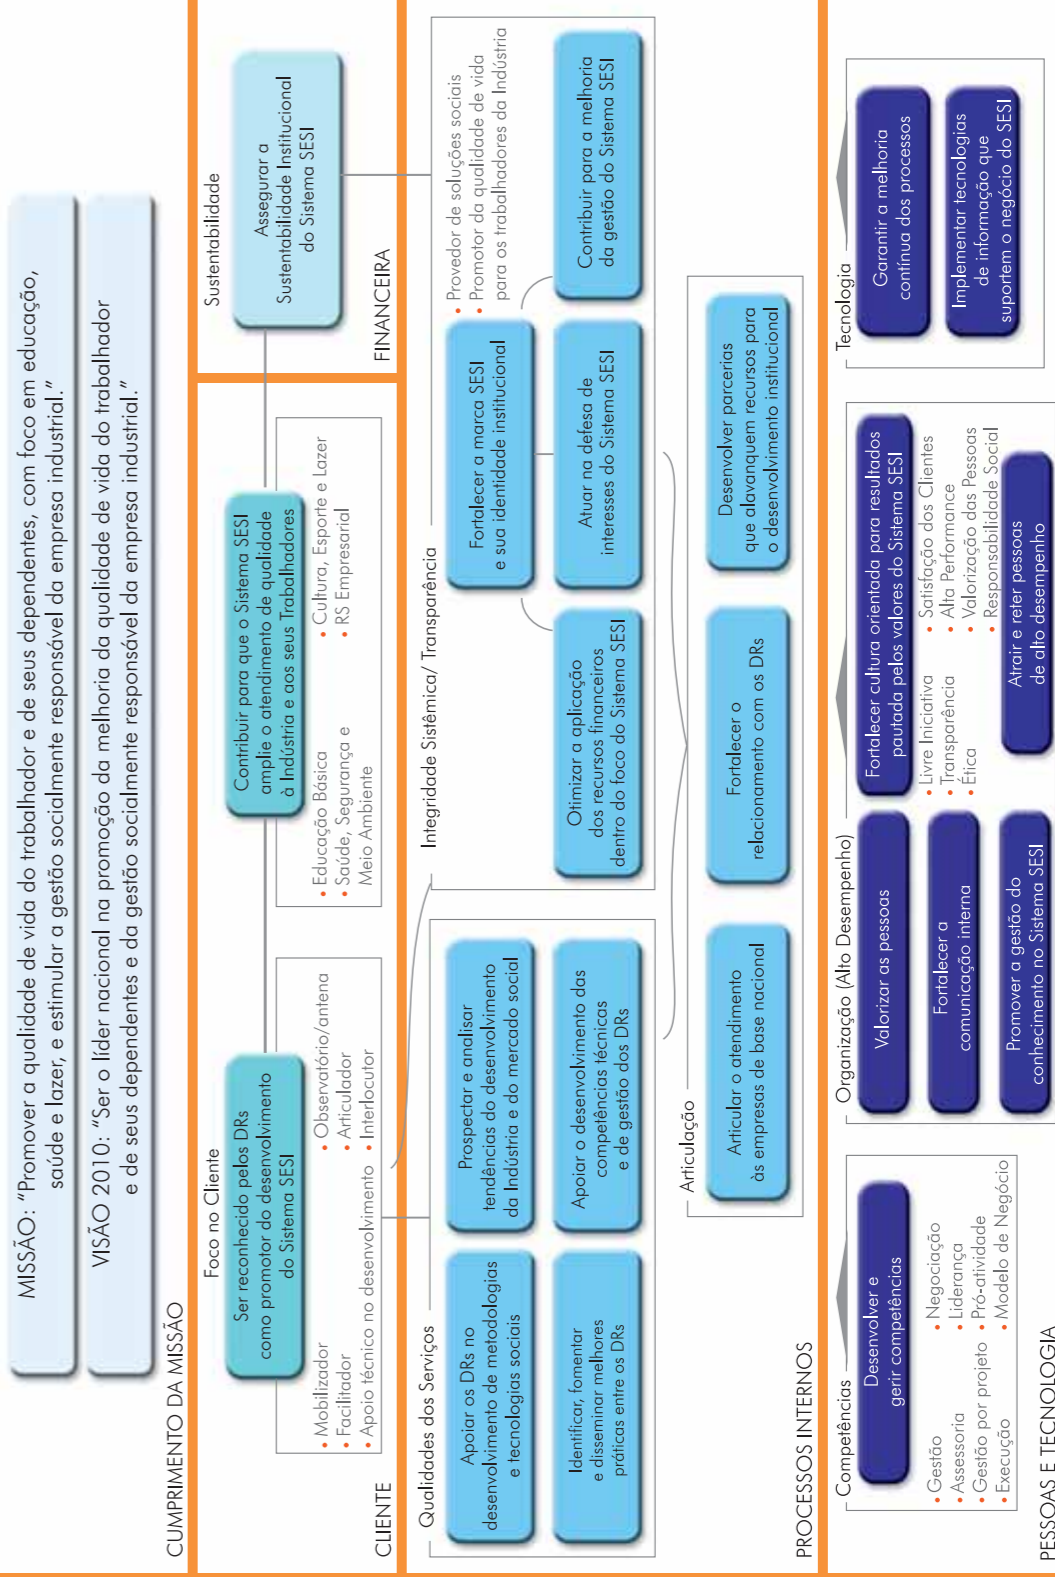 MISSÃO: “Promover a qualidade de vida do trabalhador e de seus dependentes, com foco em educação,
saúde e lazer, e estimular a gestão socialmente responsável da empresa industrial.”
VISÃO 2010: “Ser o líder nacional na promoção da melhoria da qualidade de vida do trabalhador
e de seus dependentes e da gestão socialmente responsável da empresa industrial.”
CUMPRIMENTO DA MISSÃO
Foco no Cliente
Ser reconhecido pelos DRs
como promotor do desenvolvimento
do Sistema SESI
• Mobilizador
• Facilitador
• Apoio técnico no desenvolvimento
• Observatório/antena
• Articulador
• Interlocutor
Contribuir para que o Sistema SESI
amplie o atendimento de qualidade
à Indústria e aos seus Trabalhadores
• Educação Básica
• Saúde, Segurança e
Meio Ambiente
• Cultura, Esporte e Lazer
• RS Empresarial
CLIENTE
Sustentabilidade
Assegurar a
Sustentabilidade Institucional
do Sistema SESI
FINANCEIRA
Qualidades dos Serviços
Apoiar os DRs no
desenvolvimento de metodologias
e tecnologias sociais
Prospectar e analisar
tendências do desenvolvimento
da Indústria e do mercado social
Identificar, fomentar
e disseminar melhores
práticas entre os DRs
Apoiar o desenvolvimento das
competências técnicas
e de gestão dos DRs
Integridade Sistêmica/ Transparência
Fortalecer a marca SESI
e sua identidade institucional
• Provedor de soluções sociais
• Promotor da qualidade de vida
para os trabalhadores da Indústria
Otimizar a aplicação
dos recursos financeiros
dentro do foco do Sistema SESI
Atuar na defesa de
interesses do Sistema SESI
Contribuir para a melhoria
da gestão do Sistema SESI
Articulação
Articular o atendimento
às empresas de base nacional
Fortalecer o
relacionamento com os DRs
Desenvolver parcerias
que alavanquem recursos para
o desenvolvimento institucional
PROCESSOS INTERNOS
Competências
Desenvolver e
gerir competências
• Gestão
• Assessoria
• Gestão por projeto
• Execução
• Negociação
• Liderança
• Pró-atividade
• Modelo de Negócio
Organização (Alto Desempenho)
Valorizar as pessoas
Fortalecer a
comunicação interna
Promover a gestão do
conhecimento no Sistema SESI
Fortalecer cultura orientada para resultados
pautada pelos valores do Sistema SESI
• Livre Iniciativa
• Transparência
• Ética
• Satisfação dos Clientes
• Alta Performance
• Valorização das Pessoas
• Responsabilidade Social
Atrair e reter pessoas
de alto desempenho
Tecnologia
Garantir a melhoria
contínua dos processos
Implementar tecnologias
de informação que
suportem o negócio do SESI
PESSOAS E TECNOLOGIA